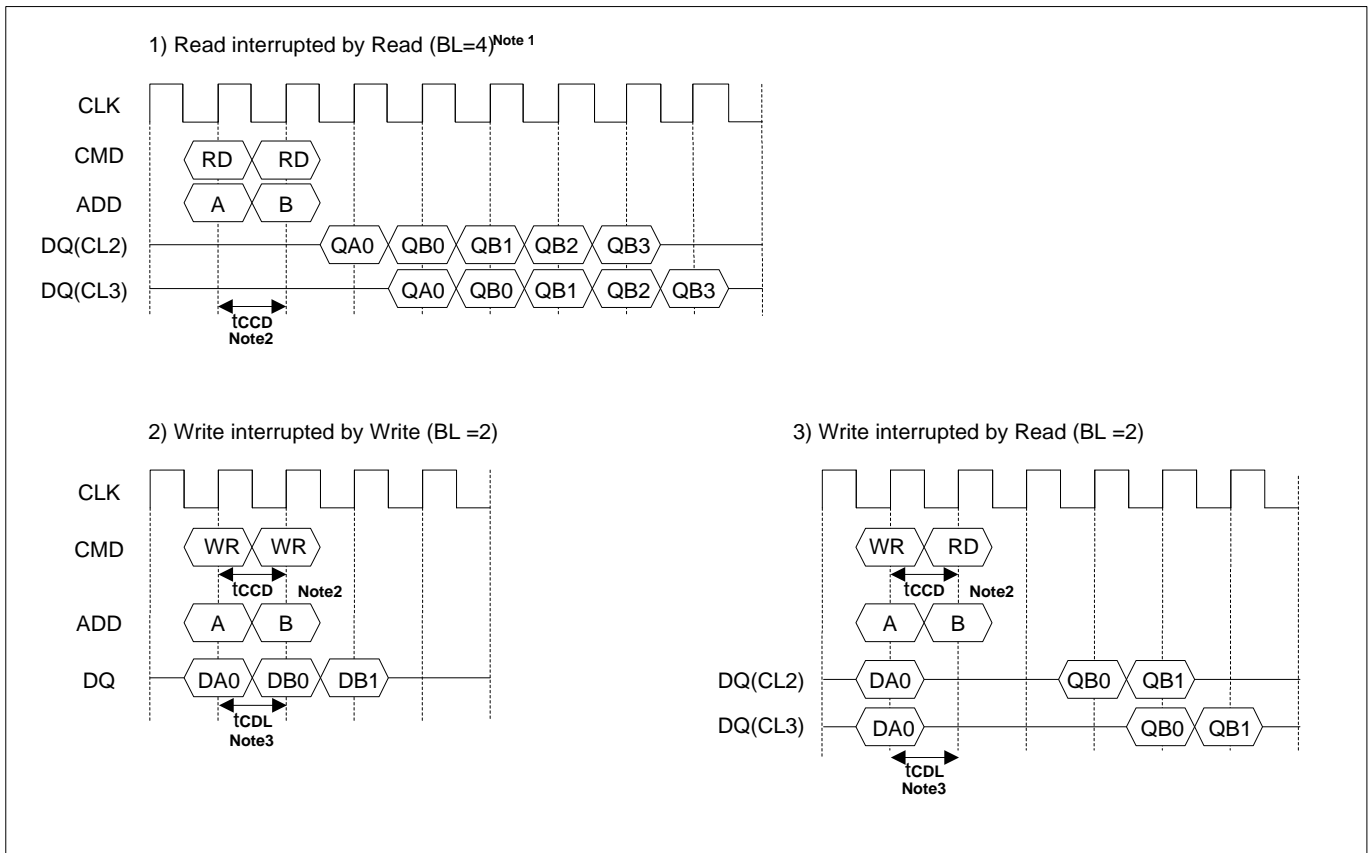 1) Read interrupted by Read (BL=4)Note 1
CLK
CMD RD RD
ADD A B
DQ(CL2) QA0 QB0 QB1 QB2 QB3
DQ(CL3) QA0 QB0 QB1 QB2 QB3
tCCD
Note2
2) Write interrupted by Write (BL =2)
CLK
CMD WR WR
tCCD Note2
ADD A B
DQ DA0 DB0 DB1
tCDL
Note3
3) Write interrupted by Read (BL =2)
WR RD
tCCD Note2
A B
DQ(CL2) DA0 QB0 QB1
DQ(CL3) DA0 QB0 QB1
tCDL
Note3